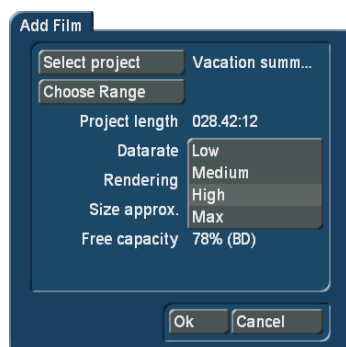 Add Film
Select project Vacation summ...
Choose Range
Project length 028.42:12
Datarate Low
Rendering Medium
High
Size approx. Max
Free capacity 78% (BD)
Ok Cancel